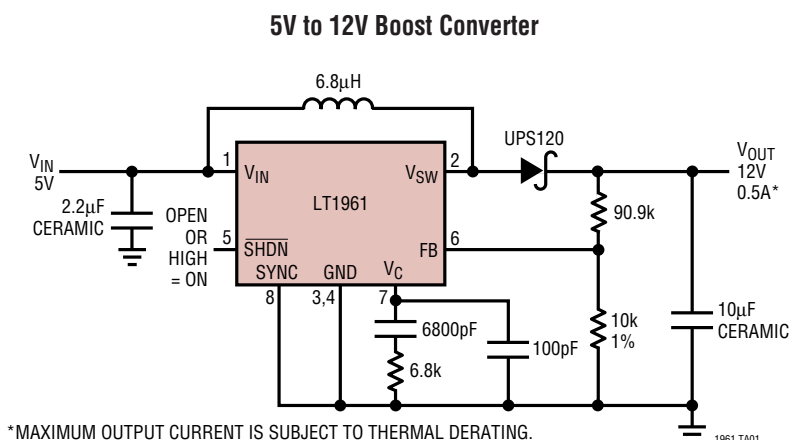 5V to 12V Boost Converter
6.8µH
UPS120
VIN
5V
1
VIN
VSW
2
VOUT
12V
0.5A*
LT1961
90.9k
2.2µF
CERAMIC
OPEN
OR
HIGH
= ON
5
SHDN
FB
6
SYNC
GND
VC
8
3,4
7
6800pF
6.8k
100pF
10k
1%
10µF
CERAMIC
*MAXIMUM OUTPUT CURRENT IS SUBJECT TO THERMAL DERATING.
1961 TA01